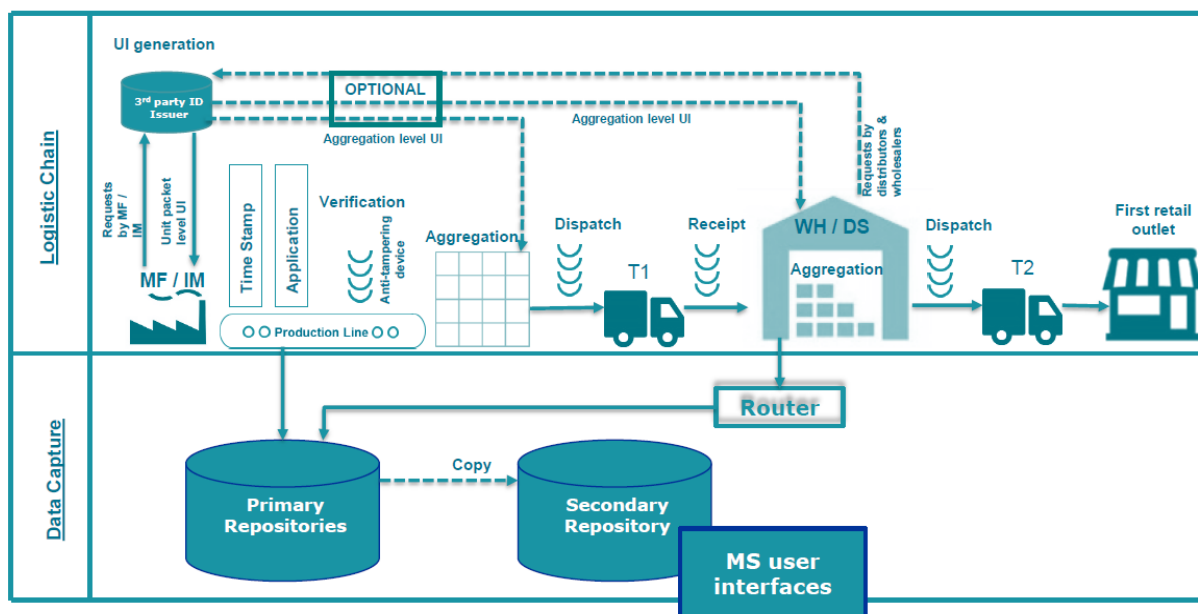 Logistic Chain
UI generation
3rd party ID
Issuer
OPTIONAL
Aggregation level UI
Aggregation level UI
Requests by
distributors &
wholesalers
Requests
by MF /
IM
Unit packet
level UI
MF / IM
Time Stamp
Application
Verification
Anti-tampering
device
Production Line
Aggregation
Dispatch
T1
Receipt
WH / DS
Aggregation
Dispatch
T2
First retail
outlet
Data Capture
Router
Primary
Repositories
Copy
Secondary
Repository
MS user
interfaces